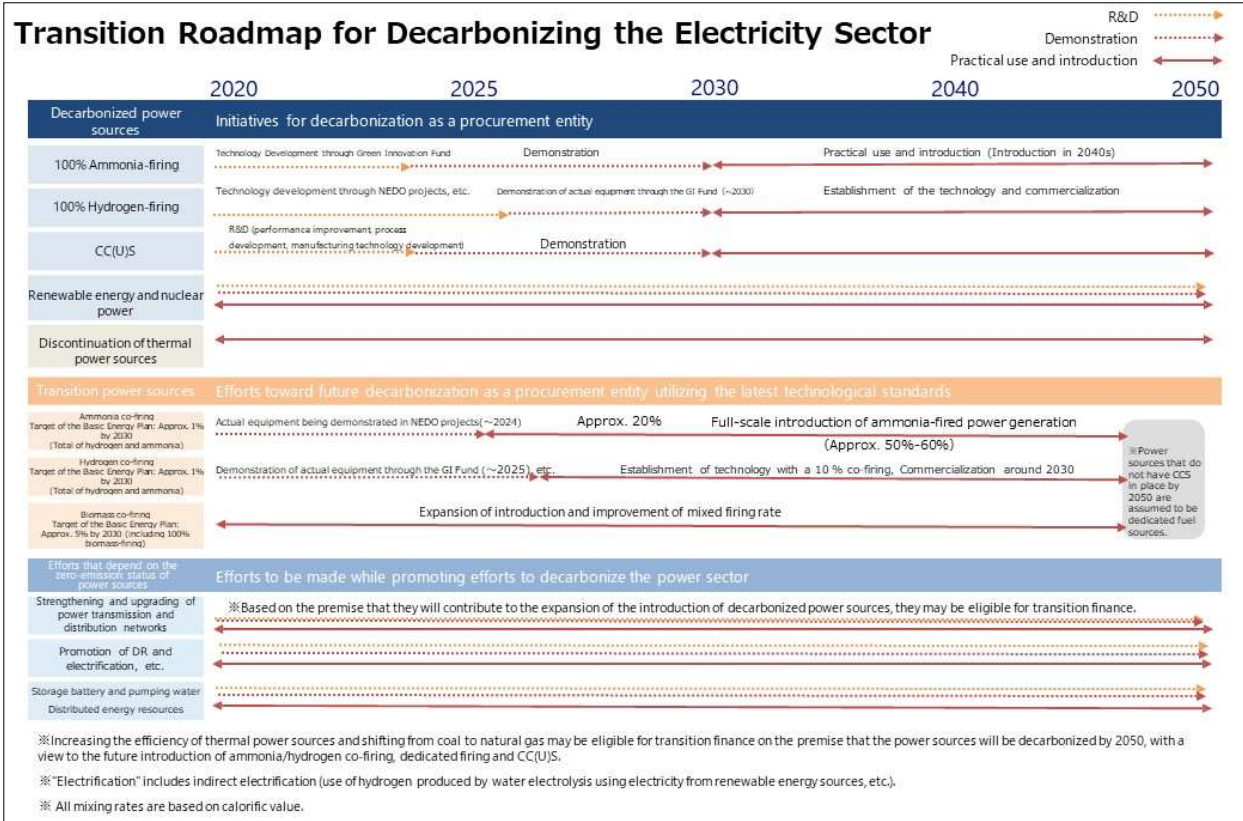 Transition Roadmap for Decarbonizing the Electricity Sector
R&D
Demonstration
Practical use and introduction
2020 2025 2030 2040 2050
Decarbonized power
sources
Initiatives for decarbonization as a procurement entity
100% Ammonia-firing
Technology Development through Green Innovation Fund
Demonstration
Practical use and introduction (Introduction in 2040s)
100% Hydrogen-firing
Technology development through NEDO projects, etc.
Demonstration of actual equipment through the GI Fund (~2030)
Establishment of the technology and commercialization
CC(U)S
R&D (performance improvement, process
development, manufacturing technology development)
Demonstration
Renewable energy and nuclear
power
Discontinuation of thermal
power sources
Transition power sources
Efforts toward future decarbonization as a procurement entity utilizing the latest technological standards
Ammonia co-firing
Target of the Basic Energy Plan: Approx. 1%
by 2030
(Total of hydrogen and ammonia)
Actual equipment being demonstrated in NEDO projects(~2024)
Approx. 20%
Full-scale introduction of ammonia-fired power generation
(Approx. 50%-60%)
Hydrogen co-firing
Target of the Basic Energy Plan: Approx. 1%
by 2030
(Total of hydrogen and ammonia)
Demonstration of actual equipment through the GI Fund (~2025), etc.
Establishment of technology with a 10 % co-firing, Commercialization around 2030
※Power
sources that do
not have CCS
in place by
2050 are
assumed to be
dedicated fuel
sources.
Biomass co-firing
Target of the Basic Energy Plan:
Approx. 5% by 2030 (including 100%
biomass-firing)
Expansion of introduction and improvement of mixed firing rate
Efforts that depend on the
zero-emission status of
power sources
Efforts to be made while promoting efforts to decarbonize the power sector
Strengthening and upgrading of
power transmission and
distribution networks
※Based on the premise that they will contribute to the expansion of the introduction of decarbonized power sources, they may be eligible for transition finance.
Promotion of DR and
electrification, etc.
Storage battery and pumping water
Distributed energy resources
※Increasing the efficiency of thermal power sources and shifting from coal to natural gas may be eligible for transition finance on the premise that the power sources will be decarbonized by 2050, with a
view to the future introduction of ammonia/hydrogen co-firing, dedicated firing and CC(U)S.
※"Electrification" includes indirect electrification (use of hydrogen produced by water electrolysis using electricity from renewable energy sources, etc.).
※ All mixing rates are based on calorific value.